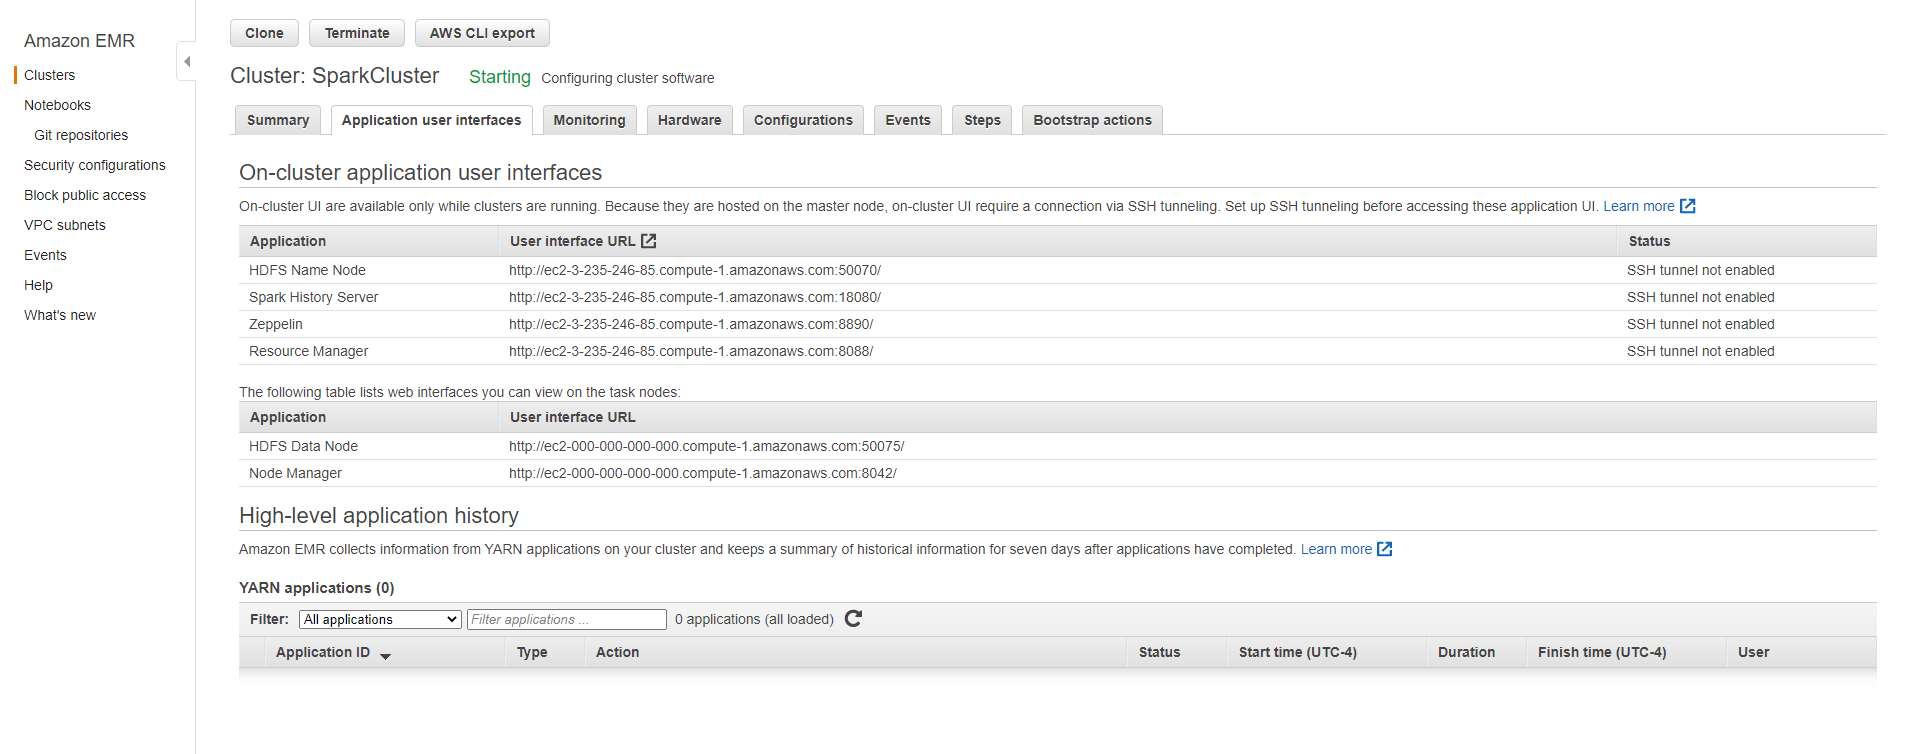 Amazon EMR
Clusters
Notebooks
Git repositories
Security configurations
Block public access
VPC subnets
Events
Help
What's new
Clone Terminate AWS CLI export
Cluster: SparkCluster Starting Configuring cluster software
Summary Application user interfaces Monitoring Hardware Configurations Events Steps Bootstrap actions
On-cluster application user interfaces
On-cluster UI are available only while clusters are running. Because they are hosted on the master node, on-cluster UI require a connection via SSH tunneling. Set up SSH tunneling before accessing these application UI. Learn more
Application User interface URL Status
HDFS Name Node http://ec2-3-235-246-85.compute-1.amazonaws.com:50070/ SSH tunnel not enabled
Spark History Server http://ec2-3-235-246-85.compute-1.amazonaws.com:18080/ SSH tunnel not enabled
Zeppelin http://ec2-3-235-246-85.compute-1.amazonaws.com:8890/ SSH tunnel not enabled
Resource Manager http://ec2-3-235-246-85.compute-1.amazonaws.com:8088/ SSH tunnel not enabled
The following table lists web interfaces you can view on the task nodes:
Application User interface URL
HDFS Data Node http://ec2-000-000-000-000.compute-1.amazonaws.com:50075/
Node Manager http://ec2-000-000-000-000.compute-1.amazonaws.com:8042/
High-level application history
Amazon EMR collects information from YARN applications on your cluster and keeps a summary of historical information for seven days after applications have completed. Learn more
YARN applications (0)
Filter: All applications Filter applications ... 0 applications (all loaded)
Application ID Type Action Status Start time (UTC-4) Duration Finish time (UTC-4) User